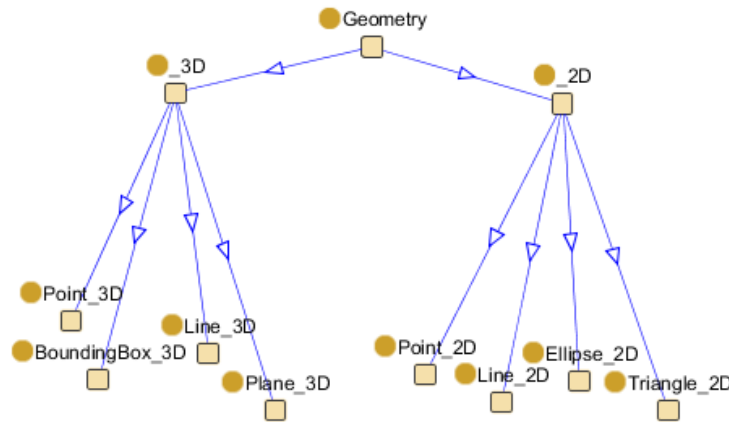 Geometry
_3D
_2D
Point_3D
Line_3D
BoundingBox_3D
Plane_3D
Point_2D
Ellipse_2D
Line_2D
Triangle_2D